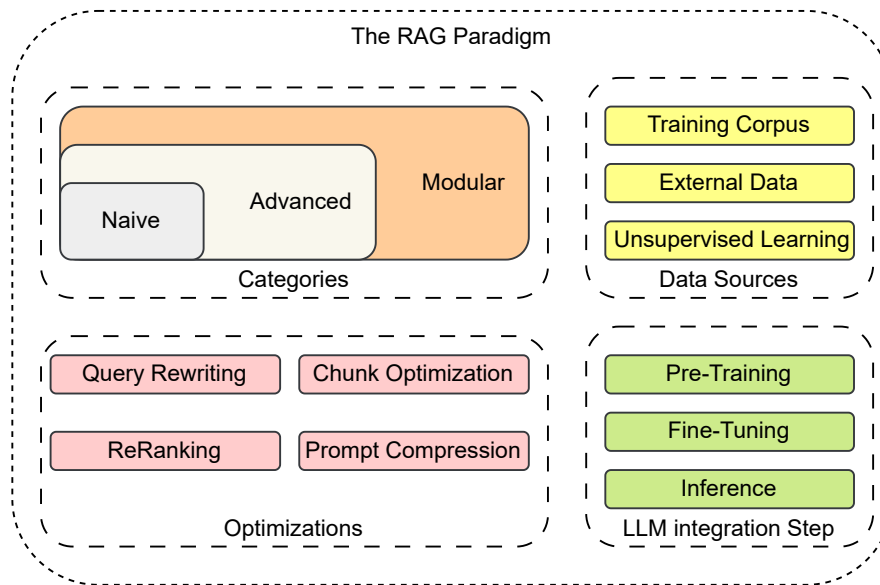 The RAG Paradigm
Modular
Advanced
Naive
Categories
Training Corpus
External Data
Unsupervised Learning
Data Sources
Query Rewriting
Chunk Optimization
ReRanking
Prompt Compression
Optimizations
Pre-Training
Fine-Tuning
Inference
LLM integration Step